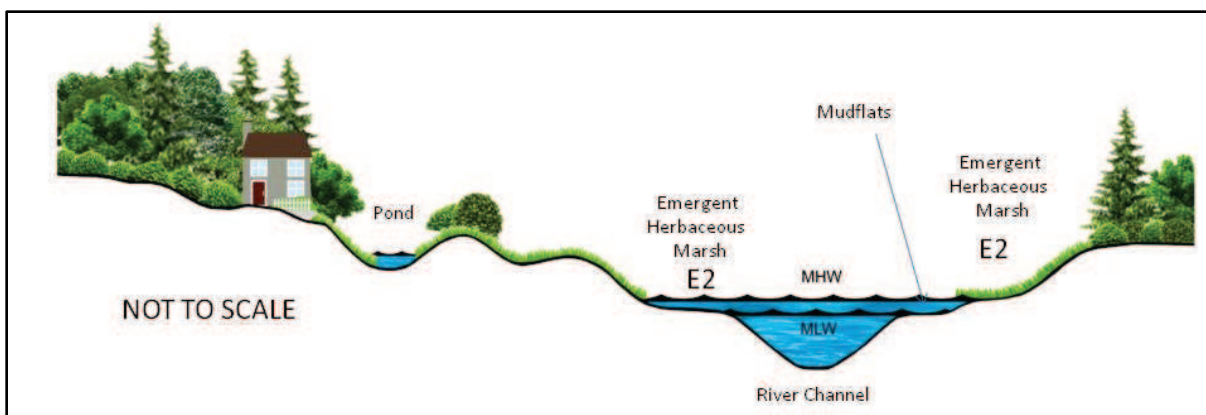 Mudflats
Emergent
Herbaceous
Marsh
E2
Pond
Emergent
Herbaceous
Marsh
E2
MHW
NOT TO SCALE
MLW
River Channel